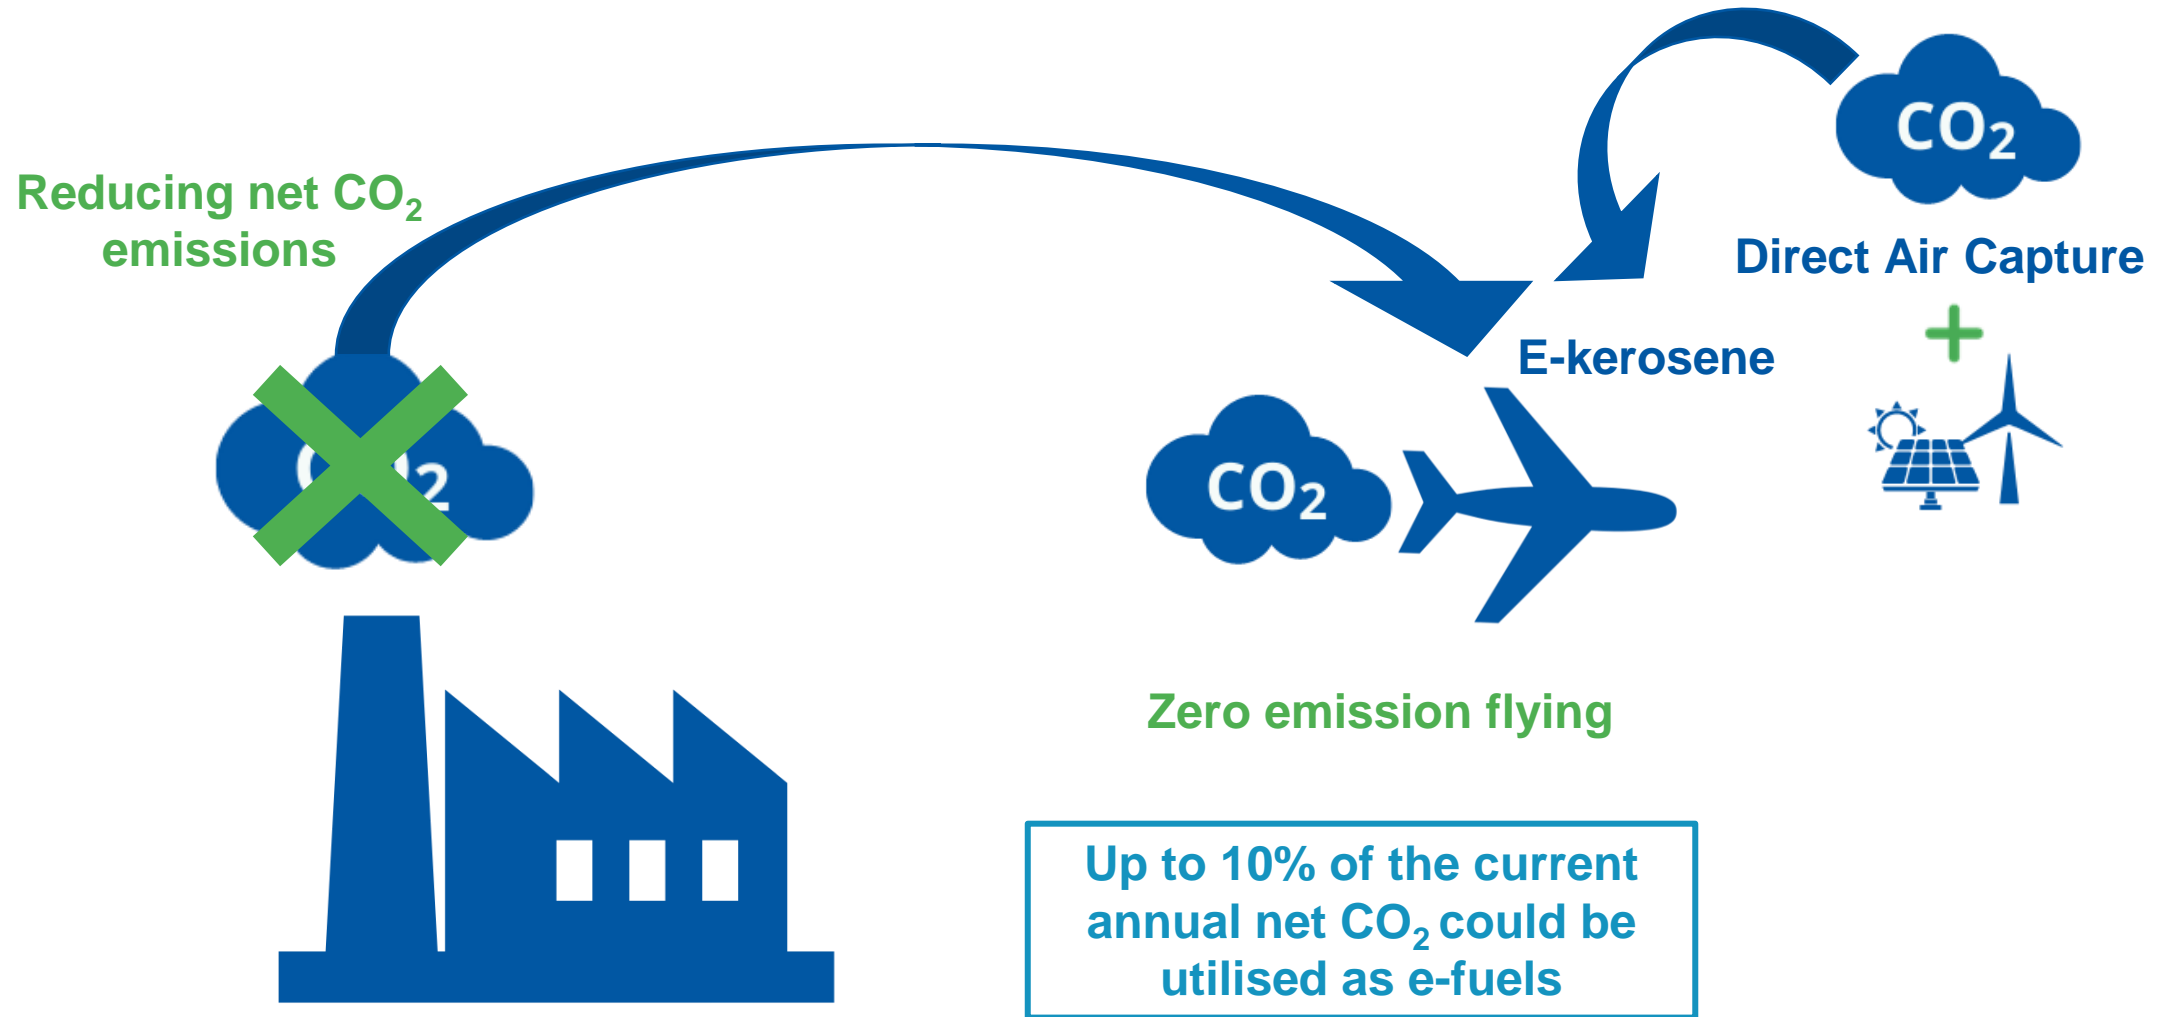 Reducing net CO₂
emissions
CO₂
CO₂
Direct Air Capture
E-kerosene
CO₂
Zero emission flying
Up to 10% of the current
annual net CO₂ could be
utilised as e-fuels